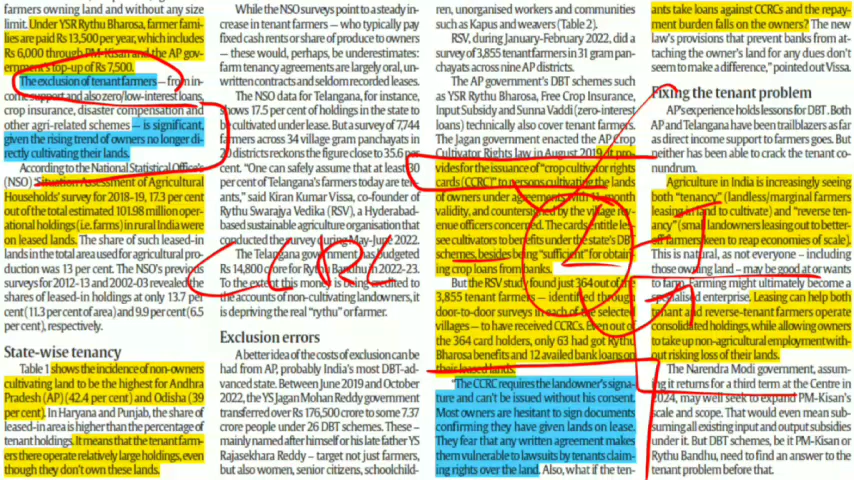 farmers owning land and without any size
limit. Under YSR Rythu Bharosa, farmer fami-
lies are paid Rs 13,500 per year, which includes
Rs 6,000 through PM-Kisan and the AP gov-
ernment's top-up of Rs 7,500.
The exclusion of tenant farmers — from in-
come support and also zero/low-interest loans,
crop insurance, disaster compensation and
other agri-related schemes — is significant,
given the rising trend of owners no longer di-
rectly cultivating their lands.
According to the National Statistical Office's
(NSO) 'Situation Assessment of Agricultural
Households' survey for 2018-19, 17.3 per cent
out of the total estimated 101.98 million oper-
ational holdings (i.e. farms) in rural India were
on leased lands. The share of such leased-in
lands in the total area used for agricultural pro-
duction was 13 per cent. The NSO's previous
surveys for 2012-13 and 2002-03 revealed the
shares of leased-in holdings at only 13.7 per
cent (11.3 per cent of area) and 9.9 per cent (6.5
per cent), respectively.
State-wise tenancy
Table 1 shows the incidence of non-owners
cultivating land to be the highest for Andhra
Pradesh (AP) (42.4 per cent) and Odisha (39
per cent). In Haryana and Punjab, the share of
leased-in area is higher than the percentage of
tenant holdings. It means that the tenant farm-
ers there operate relatively large holdings, even
though they don't own these lands.
While the NSO surveys point to a steady in-
crease in tenant farmers — who typically pay
fixed cash rents or share of produce to owners
— these would, perhaps, be underestimates:
farm tenancy agreements are largely oral, un-
written contracts and seldom recorded leases.
The NSO data for Telangana, for instance,
shows 17.5 per cent of holdings in the state to
be cultivated under lease. But a survey of 7,744
farmers across 34 village gram panchayats in
20 districts reckons the figure close to 35.6 per
cent. "One can safely assume that at least 30
per cent of Telangana's farmers today are ten-
ants," said Kiran Kumar Vissa, co-founder of
Rythu Swarajya Vedika (RSV), a Hyderabad-
based sustainable agriculture organisation that
conducted the survey during May-June 2022.
The Telangana government has budgeted
Rs 14,800 crore for Rythu Bandhu in 2022-23.
To the extent this money is being credited to
the accounts of non-cultivating landowners, it
is depriving the real "rythu" or farmer.
Exclusion errors
A better idea of the costs of exclusion can be
had from AP, probably India's most DBT-ad-
vanced state. Between June 2019 and October
2022, the YS Jagan Mohan Reddy government
transferred over Rs 176,500 crore to some 7.37
crore people under 26 DBT schemes. These —
mainly named after himself or his late father YS
Rajasekhara Reddy — target not just farmers,
but also women, senior citizens, schoolchild-
ren, unorganised workers and communities
such as Kapus and weavers (Table 2).
RSV, during January-February 2022, did a
survey of 3,855 tenant farmers in 31 gram pan-
chayats across nine AP districts.
The AP government's DBT schemes such
as YSR Rythu Bharosa, Free Crop Insurance,
Input Subsidy and Sunna Vaddi (zero-interest
loans) technically also cover tenant farmers.
The Jagan government enacted the AP Crop
Cultivator Rights law in August 2019. It pro-
vides for the issuance of "crop cultivator rights
cards (CCRC)" to persons cultivating the lands
of owners under agreements with 11-month
validity, and countersigned by the village rev-
enue officers concerned. The cards entitle les-
see cultivators to benefits under the state's DBT
schemes, besides being "sufficient" for obtain-
ing crop loans from banks.
But the RSV study found just 364 out of the
3,855 tenant farmers — identified through
door-to-door surveys in each of the selected
villages — to have received CCRCs. Even out of
the 364 card holders, only 63 had got Rythu
Bharosa benefits and 12 availed bank loans on
their leased lands.
"The CCRC requires the landowner's signa-
ture and can't be issued without his consent.
Most owners are hesitant to sign documents
confirming they have given lands on lease.
They fear that any written agreement makes
them vulnerable to lawsuits by tenants claim-
ing rights over the land. Also, what if the ten-
ants take loans against CCRCs and the repay-
ment burden falls on the owners? The new
law's provisions that prevent banks from at-
taching the owner's land for any dues don't
seem to make a difference," pointed out Vissa.
Fixing the tenant problem
AP's experience holds lessons for DBT. Both
AP and Telangana have been trailblazers as far
as direct income support to farmers goes. But
neither has been able to crack the tenant co-
nundrum.
Agriculture in India is increasingly seeing
both "tenancy" (landless/marginal farmers
leasing in land to cultivate) and "reverse ten-
ancy" (small landowners leasing out to better-
off farmers keen to reap economies of scale).
This is natural, as not everyone — including
those owning land — may be good at or wants
to farm. Farming might ultimately become a
specialised enterprise. Leasing can help both
tenant and reverse-tenant farmers operate
consolidated holdings, while allowing owners
to take up non-agricultural employment with-
out risking loss of their lands.
The Narendra Modi government, assum-
ing it returns for a third term at the Centre in
2024, may well seek to expand PM-Kisan's
scale and scope. That would even mean sub-
suming all existing input and output subsidies
under it. But DBT schemes, be it PM-Kisan or
Rythu Bandhu, need to find an answer to the
tenant problem before that.